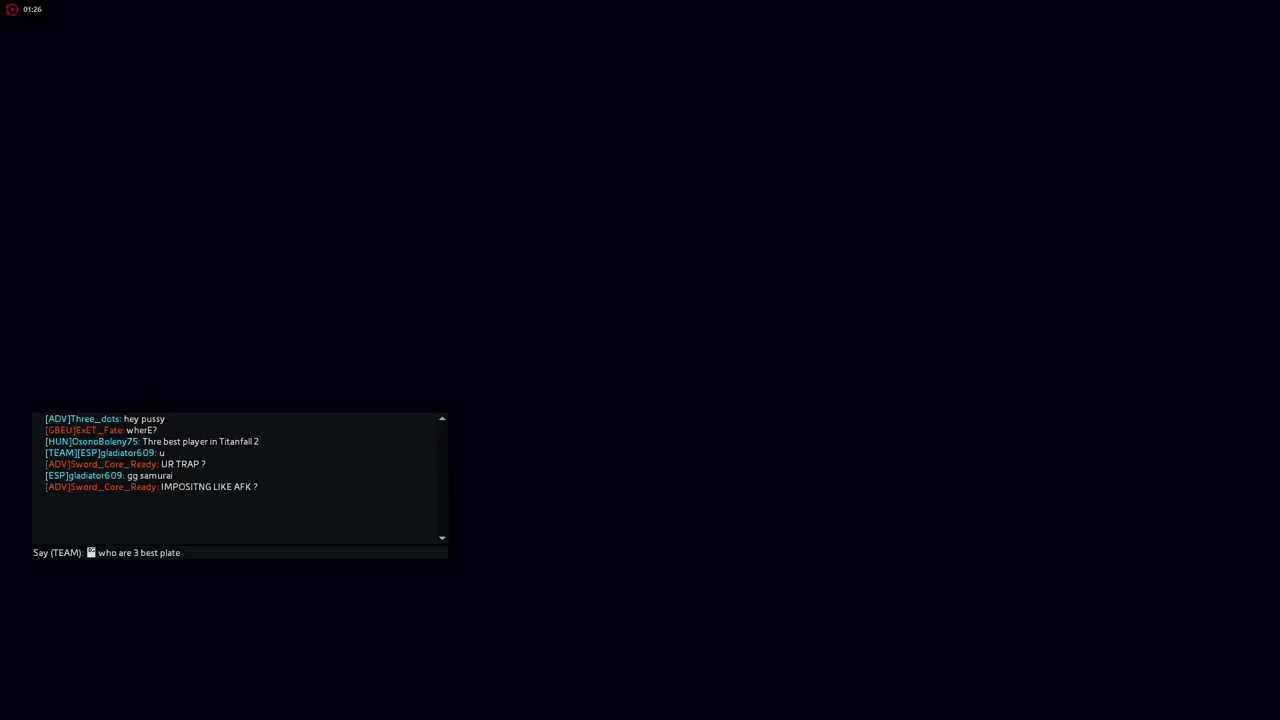 01:26
[ADV]Three_dots: hey pussy
[GBEU]ExET_Fate: wherE?
[HUN]OsonoBoleny75: Thre best player in Titanfall 2
[TEAM][ESP]gladiator609: u
[ADV]Sword_Core_Ready: UR TRAP ?
[ESP]gladiator609: gg samurai
[ADV]Sword_Core_Ready: IMPOSITNG LIKE AFK ?
Say (TEAM): who are 3 best plate